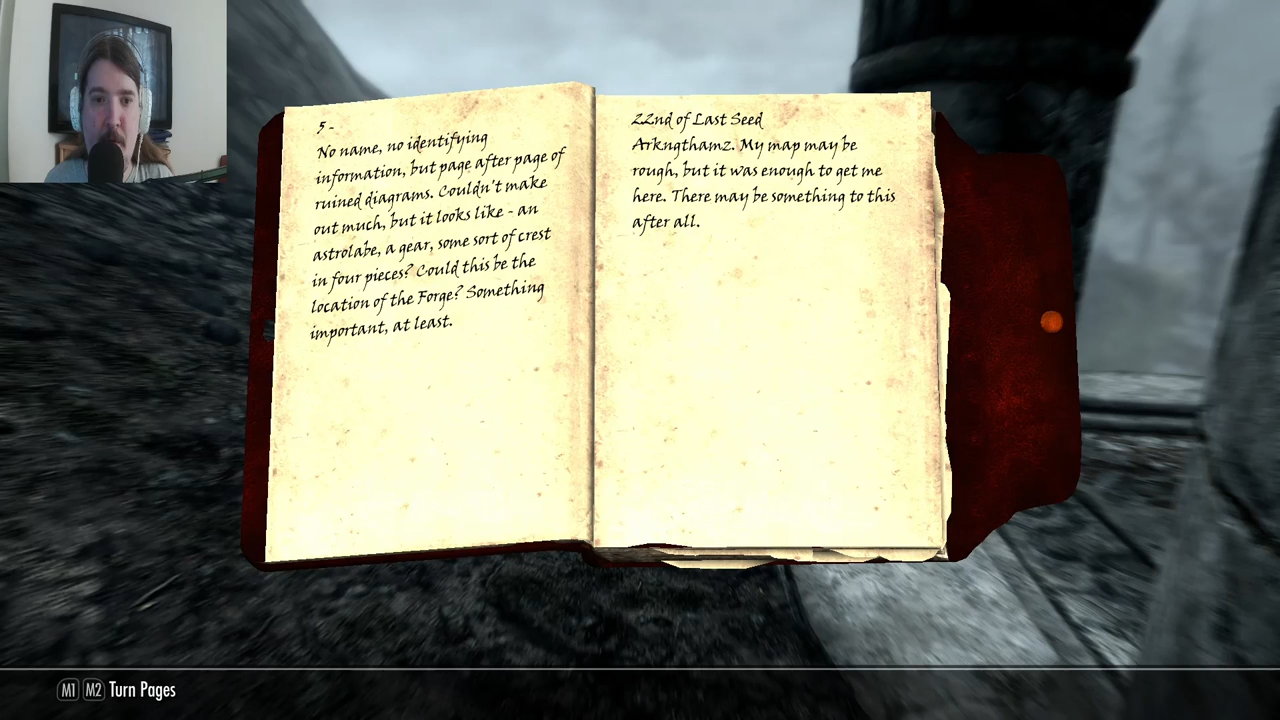 5 -
No name, no identifying
information, but page after page of
ruined diagrams. Couldn't make
out much, but it looks like - an
astrolabe, a gear, some sort of crest
in four pieces? Could this be the
location of the Forge? Something
important, at least.
22nd of Last Seed
Arkngthamz. My map may be
rough, but it was enough to get me
here. There may be something to this
after all.
M1 M2 Turn Pages